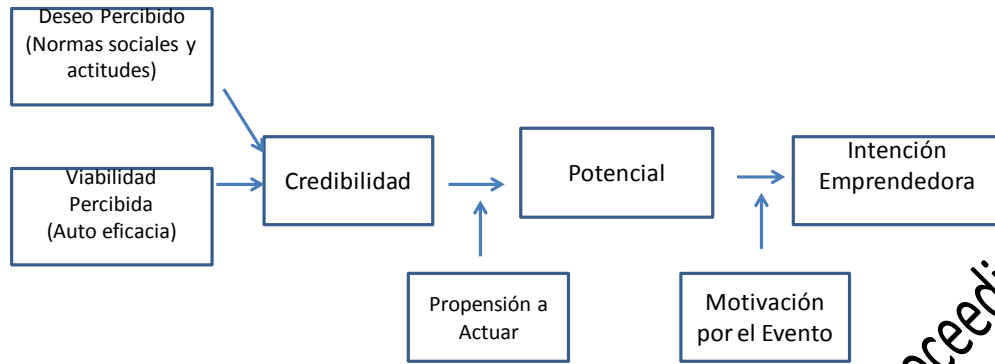 Deseo Percibido
(Normas sociales y
actitudes)
Viabilidad
Percibida
(Auto eficacia)
Credibilidad
Potencial
Intención
Emprendedora
Propensión a
Actuar
Motivación
por el Evento